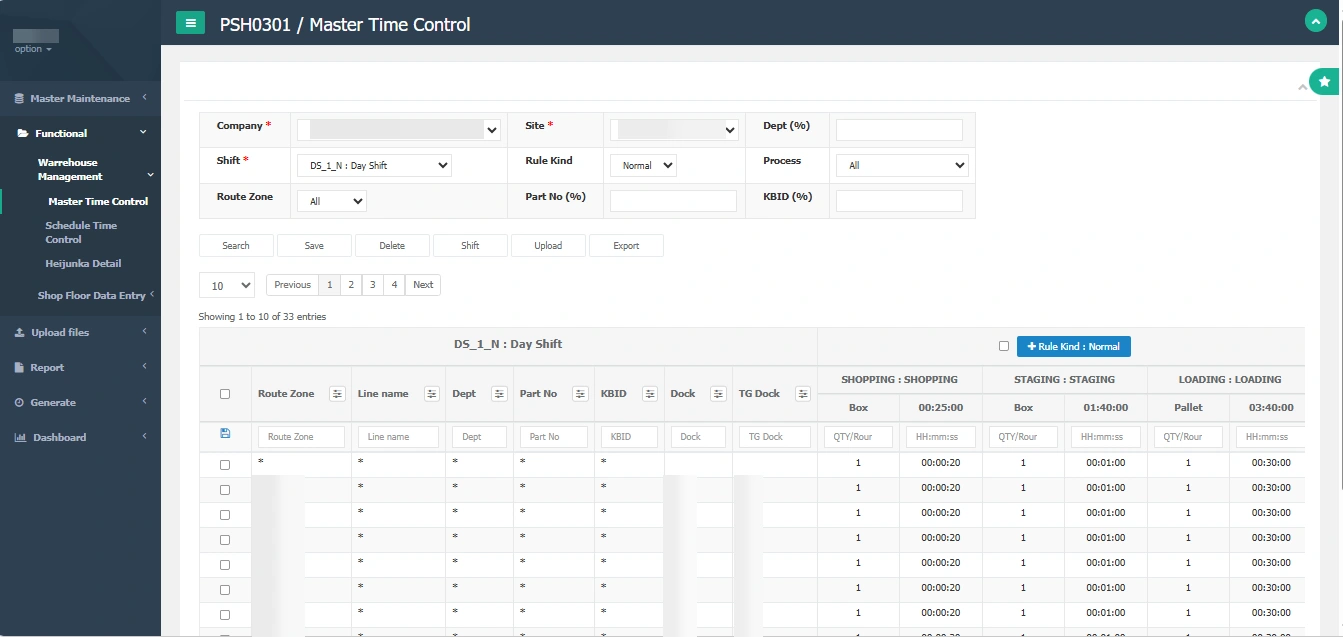 PSH0301 / Master Time Control
option
Master Maintenance
Functional
Warrehouse
Management
Master Time Control
Schedule Time
Control
Heijunka Detail
Shop Floor Data Entry
Upload files
Report
Generate
Dashboard
Company * Site * Dept (%)
Shift * DS_1_N : Day Shift Rule Kind Normal Process All
Route Zone All Part No (%) KBID (%)
Search Save Delete Shift Upload Export
10 Previous 1 2 3 4 Next
Showing 1 to 10 of 33 entries
DS_1_N : Day Shift Rule Kind : Normal
SHOPPING : SHOPPING STAGING : STAGING LOADING : LOADING
Route Zone Line name Dept Part No KBID Dock TG Dock
Box 00:25:00 Box 01:40:00 Pallet 03:40:00
Route Zone Line name Dept Part No KBID Dock TG Dock QTY/Rour HH:mm:ss QTY/Rour HH:mm:ss QTY/Rour HH:mm:ss
* * * * * 1 00:00:20 1 00:01:00 1 00:30:00
* * * * 1 00:00:20 1 00:01:00 1 00:30:00
* * * * 1 00:00:20 1 00:01:00 1 00:30:00
* * * * 1 00:00:20 1 00:01:00 1 00:30:00
* * * * 1 00:00:20 1 00:01:00 1 00:30:00
* * * * 1 00:00:20 1 00:01:00 1 00:30:00
* * * * 1 00:00:20 1 00:01:00 1 00:30:00